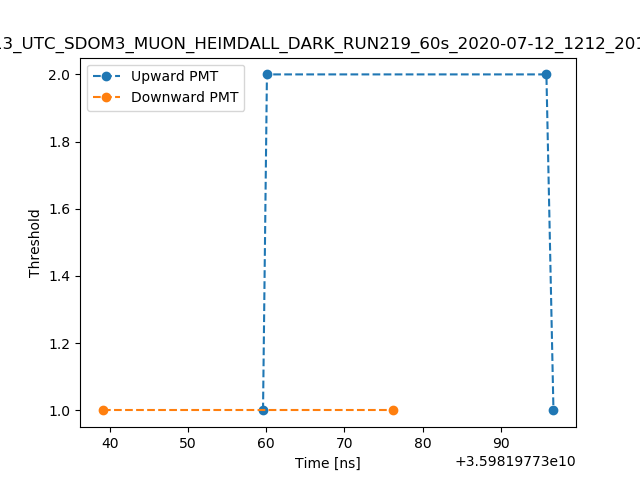 13_UTC_SDOM3_MUON_HEIMDALL_DARK_RUN219_60s_2020-07-12_1212_201
Upward PMT
Downward PMT
2.0
1.8
1.6
1.4
1.2
1.0
Threshold
40 50 60 70 80 90
Time [ns]
+3.59819773e10